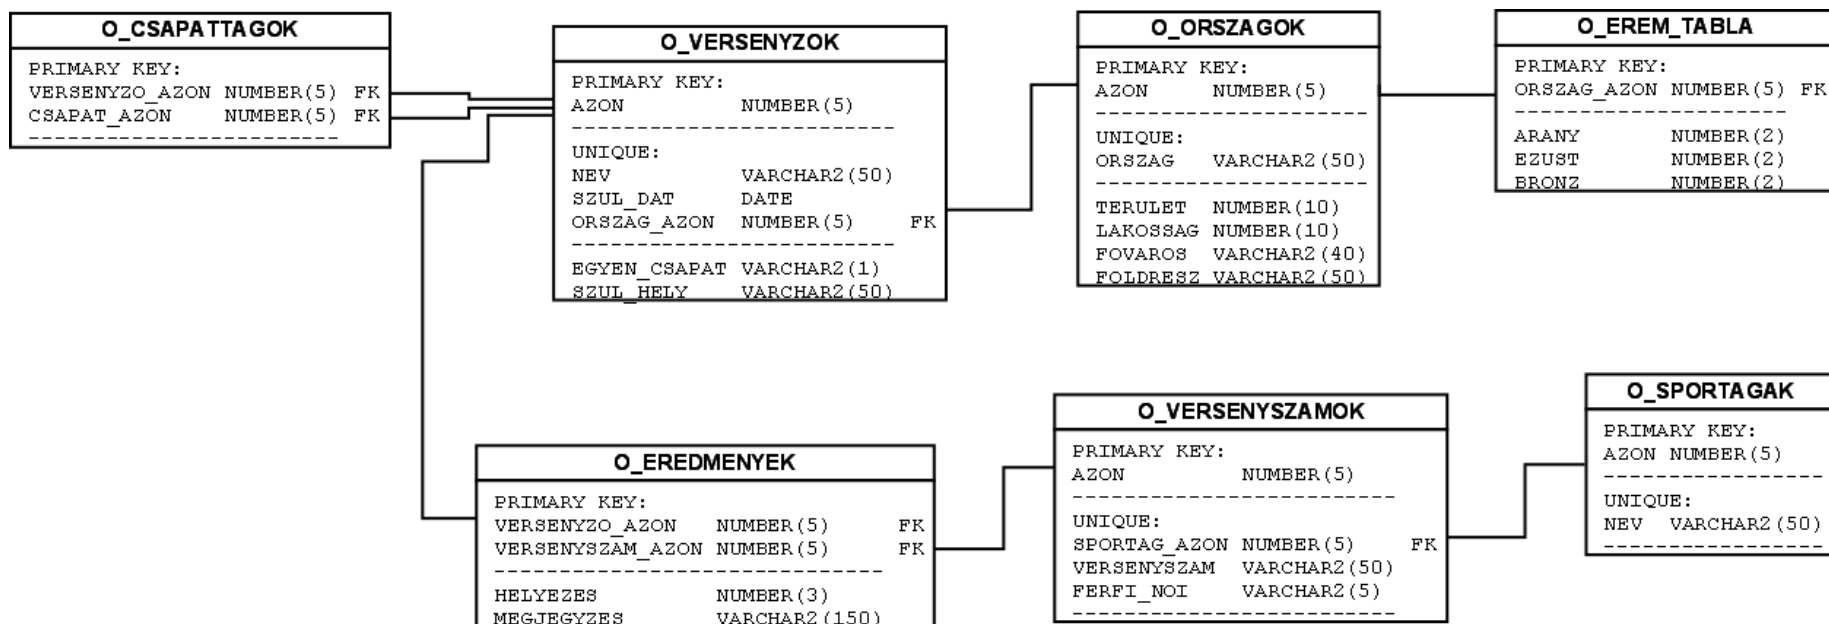 O_CSAPATTAGOK
PRIMARY KEY:
VERSENYZO_AZON NUMBER(5) FK
CSAPAT_AZON NUMBER(5) FK
-------------------------
O_VERSENYZOK
PRIMARY KEY:
AZON NUMBER(5)
-------------------------
UNIQUE:
NEV VARCHAR2(50)
SZUL_DAT DATE
ORSZAG_AZON NUMBER(5) FK
-------------------------
EGYEN_CSAPAT VARCHAR2(1)
SZUL_HELY VARCHAR2(50)
O_ORSZAGOK
PRIMARY KEY:
AZON NUMBER(5)
---------------------
UNIQUE:
ORSZAG VARCHAR2(50)
---------------------
TERULET NUMBER(10)
LAKOSSAG NUMBER(10)
FOVAROS VARCHAR2(40)
FOLDRESZ VARCHAR2(50)
O_EREM_TABLA
PRIMARY KEY:
ORSZAG_AZON NUMBER(5) FK
---------------------
ARANY NUMBER(2)
EZUST NUMBER(2)
BRONZ NUMBER(2)
O_EREDMENYEK
PRIMARY KEY:
VERSENYZO_AZON NUMBER(5) FK
VERSENYSZAM_AZON NUMBER(5) FK
------------------------------
HELYEZES NUMBER(3)
MEGJEGYZES VARCHAR2(150)
O_VERSENYSZAMOK
PRIMARY KEY:
AZON NUMBER(5)
-------------------------
UNIQUE:
SPORTAG_AZON NUMBER(5) FK
VERSENYSZAM VARCHAR2(50)
FERFI_NOI VARCHAR2(5)
-------------------------
O_SPORTAGAK
PRIMARY KEY:
AZON NUMBER(5)
-----------------
UNIQUE:
NEV VARCHAR2(50)
-----------------